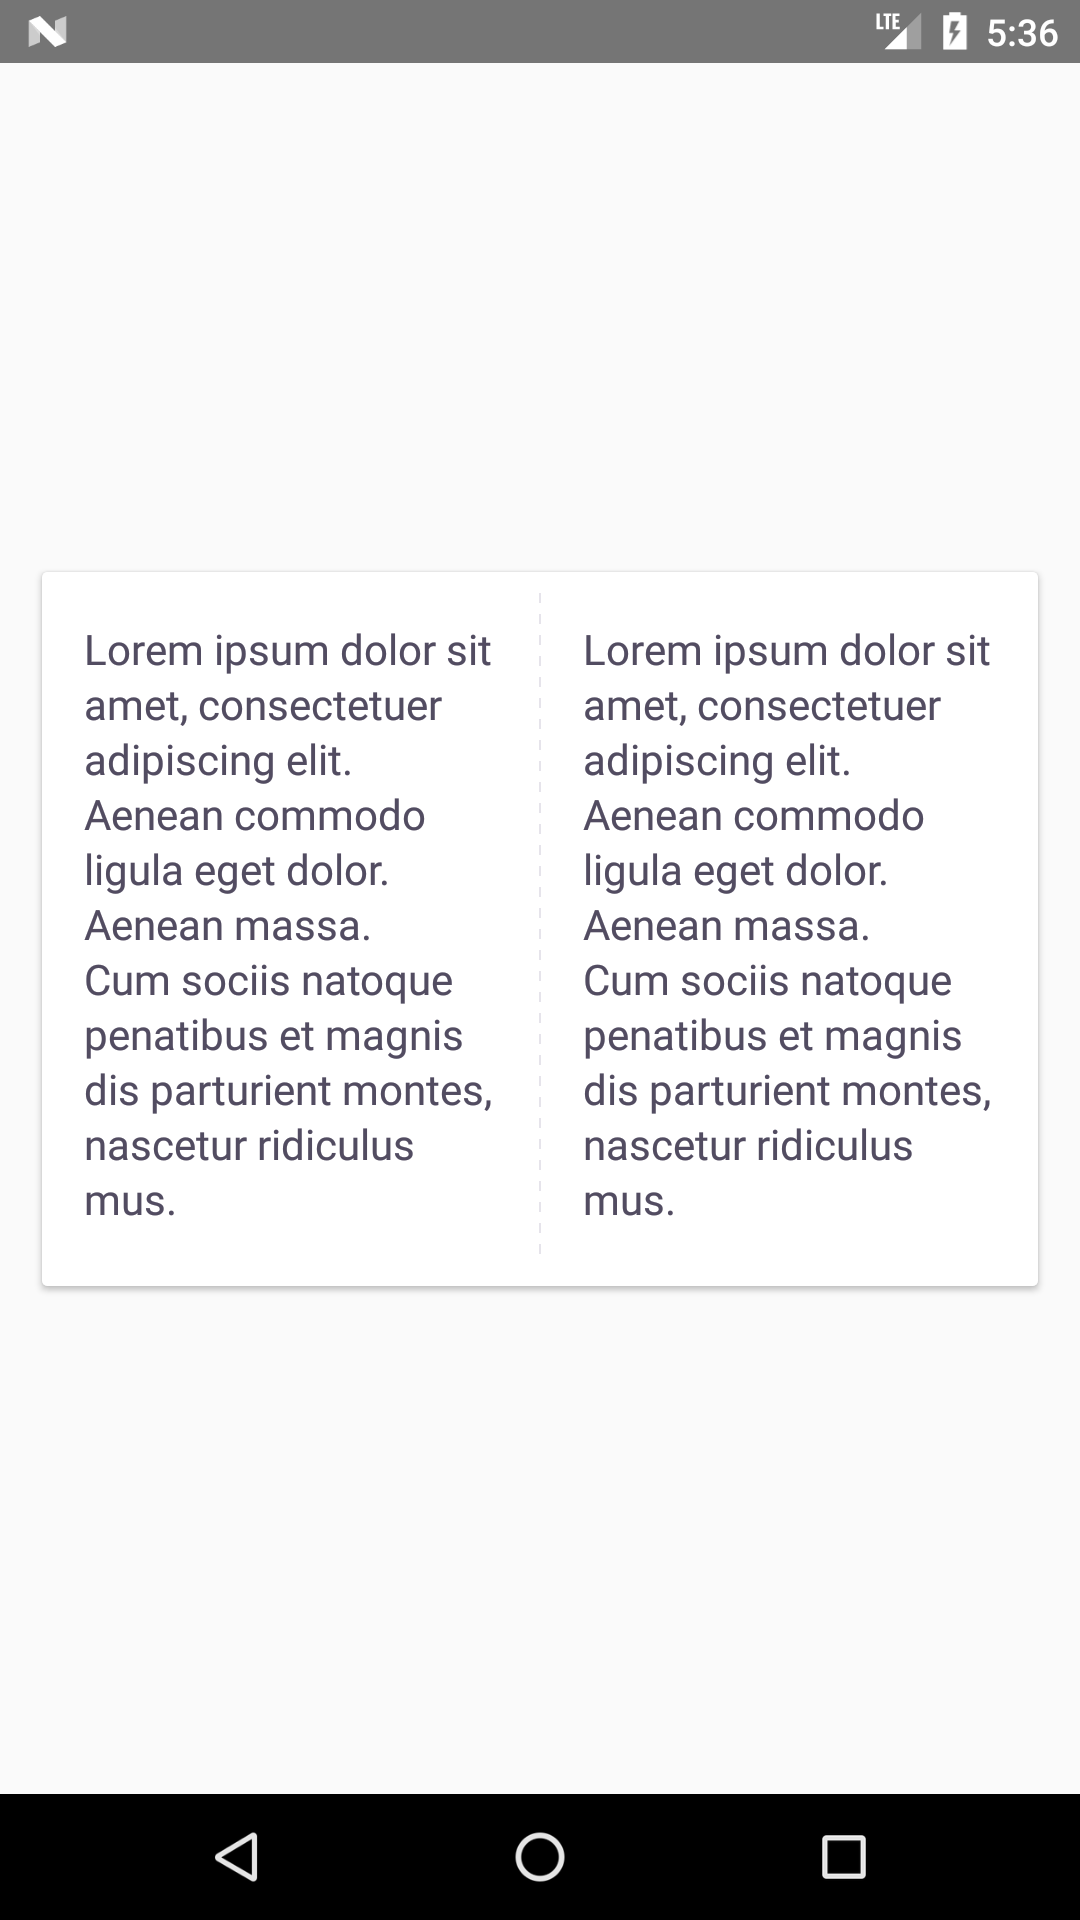 LTE 5:36
Lorem ipsum dolor sit
amet, consectetuer
adipiscing elit.
Aenean commodo
ligula eget dolor.
Aenean massa.
Cum sociis natoque
penatibus et magnis
dis parturient montes,
nascetur ridiculus
mus.
Lorem ipsum dolor sit
amet, consectetuer
adipiscing elit.
Aenean commodo
ligula eget dolor.
Aenean massa.
Cum sociis natoque
penatibus et magnis
dis parturient montes,
nascetur ridiculus
mus.